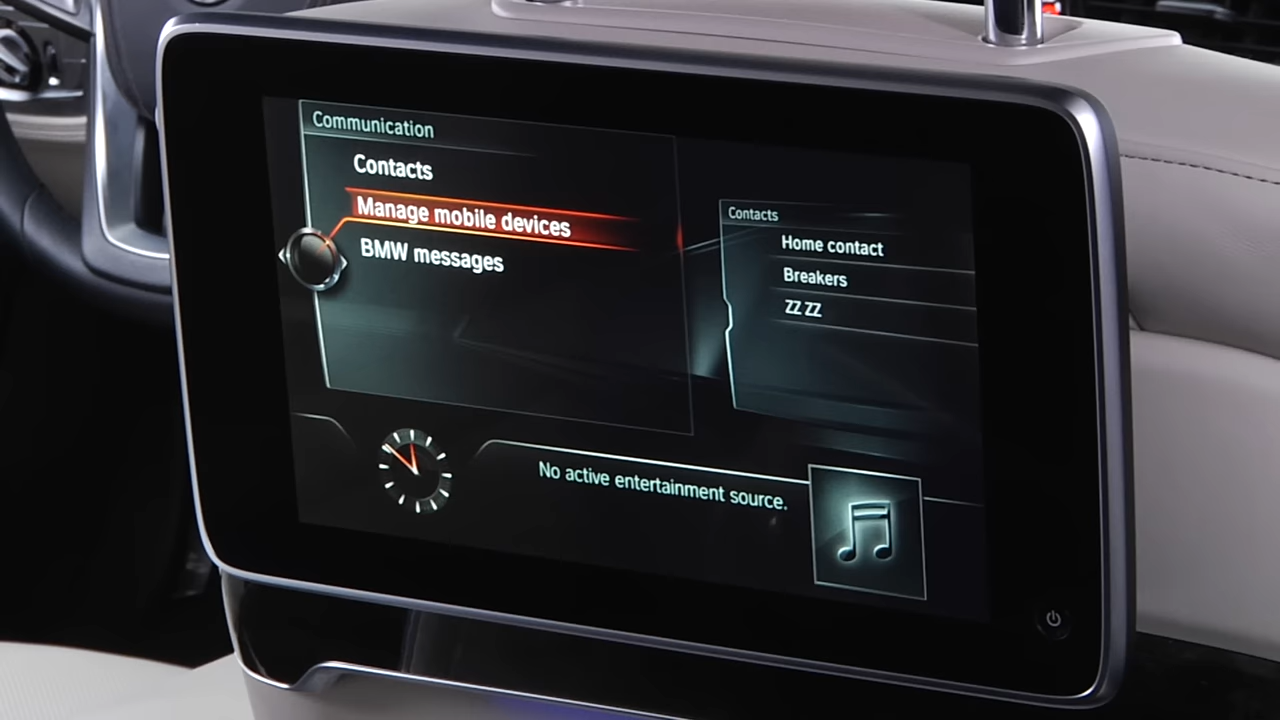 Communication
Contacts
Manage mobile devices
BMW messages
Contacts
Home contact
Breakers
ZZ ZZ
No active entertainment source.